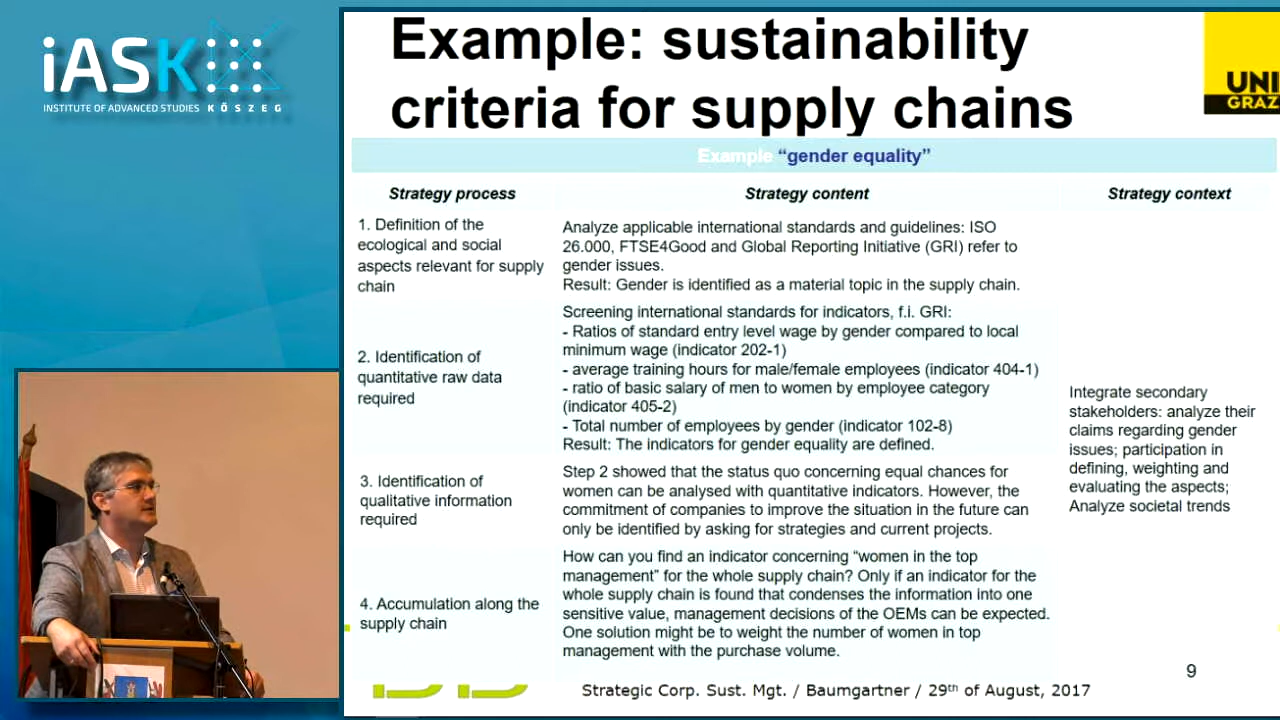 iASK
INSTITUTE OF ADVANCED STUDIES KŐSZEG
Example: sustainability
criteria for supply chains
UNI
GRAZ
Example “gender equality”
Strategy process
Strategy content
Strategy context
1. Definition of the
ecological and social
aspects relevant for supply
chain
Analyze applicable international standards and guidelines: ISO
26.000, FTSE4Good and Global Reporting Initiative (GRI) refer to
gender issues.
Result: Gender is identified as a material topic in the supply chain.
2. Identification of
quantitative raw data
required
Screening international standards for indicators, f.i. GRI:
- Ratios of standard entry level wage by gender compared to local
minimum wage (indicator 202-1)
- average training hours for male/female employees (indicator 404-1)
- ratio of basic salary of men to women by employee category
(indicator 405-2)
- Total number of employees by gender (indicator 102-8)
Result: The indicators for gender equality are defined.
3. Identification of
qualitative information
required
Step 2 showed that the status quo concerning equal chances for
women can be analysed with quantitative indicators. However, the
commitment of companies to improve the situation in the future can
only be identified by asking for strategies and current projects.
4. Accumulation along the
supply chain
How can you find an indicator concerning “women in the top
management” for the whole supply chain? Only if an indicator for the
whole supply chain is found that condenses the information into one
sensitive value, management decisions of the OEMs can be expected.
One solution might be to weight the number of women in top
management with the purchase volume.
Integrate secondary
stakeholders: analyze their
claims regarding gender
issues; participation in
defining, weighting and
evaluating the aspects;
Analyze societal trends
9
Strategic Corp. Sust. Mgt. / Baumgartner / 29th of August, 2017